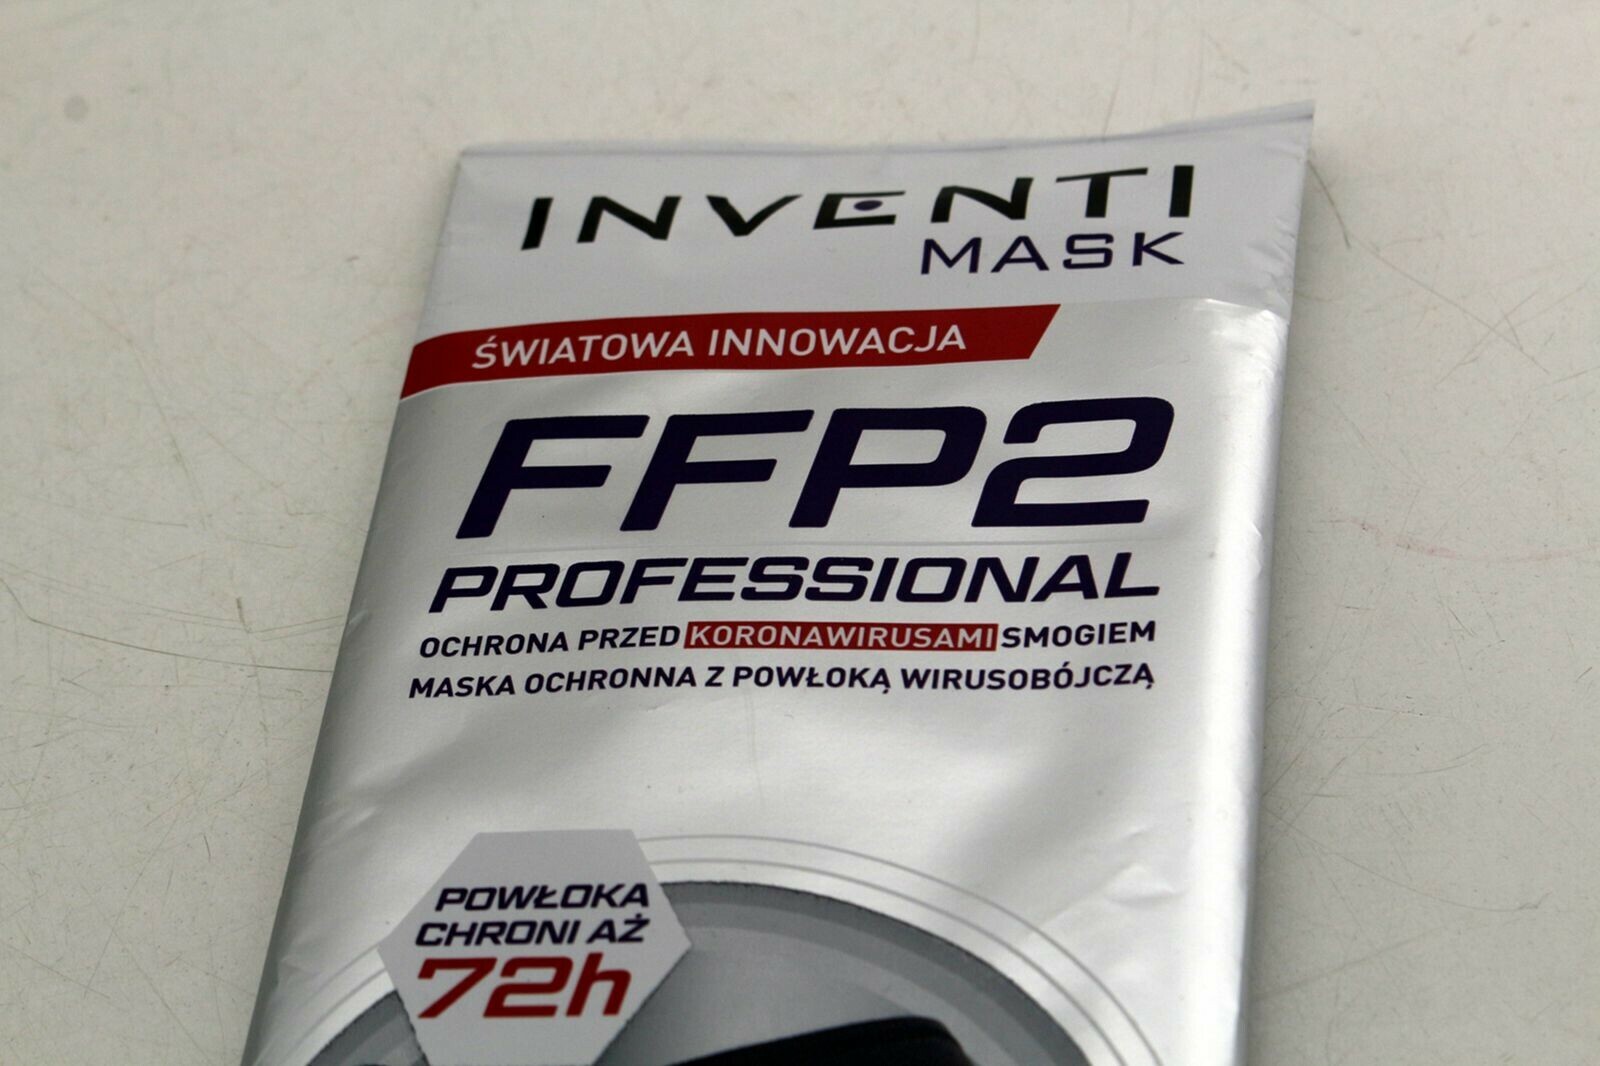 INVENTI
MASK
ŚWIATOWA INNOWACJA
FFP2
PROFESSIONAL
OCHRONA PRZED KORONAWIRUSAMI SMOGIEM
MASKA OCHRONNA Z POWŁOKĄ WIRUSOBÓJCZĄ
POWŁOKA
CHRONI AŻ
72h